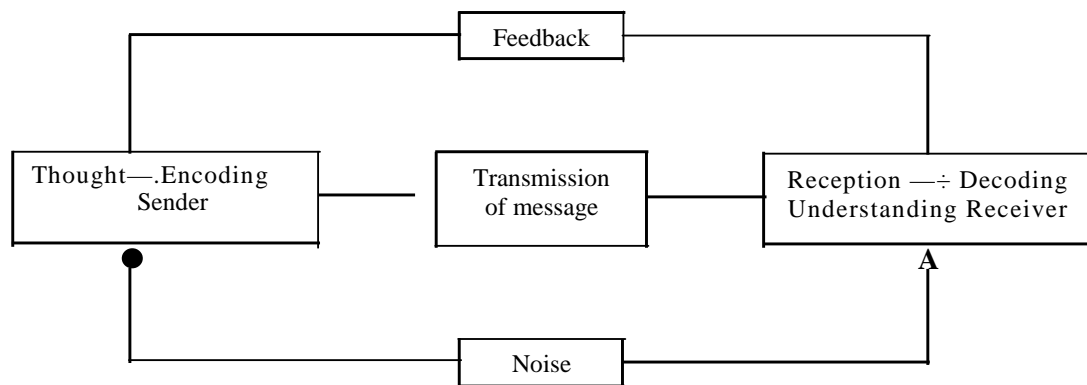 Feedback
Thought—.Encoding
Sender
Transmission
of message
Reception —÷ Decoding
Understanding Receiver
A
Noise